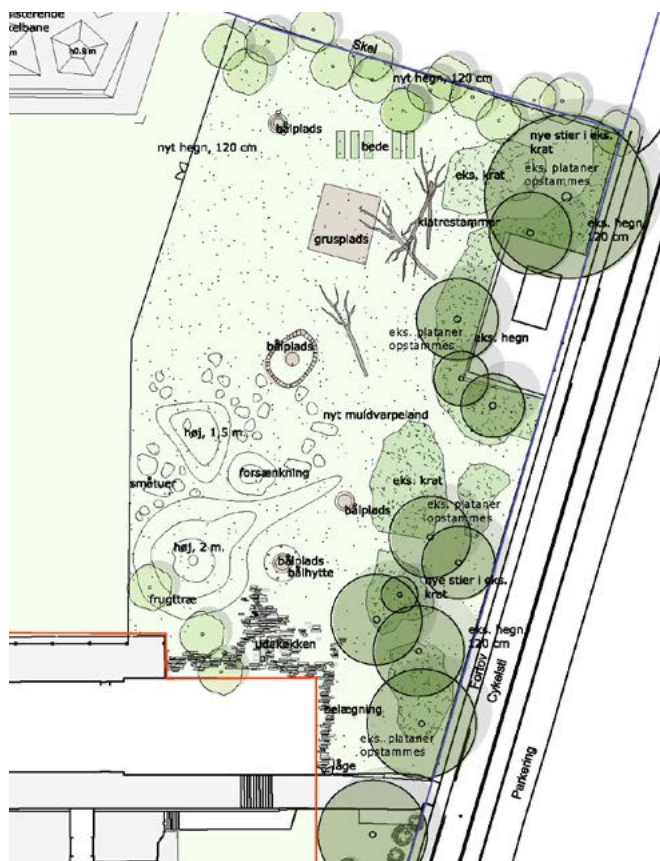 kelbane
h0.8 m
Skel
nyt hegn, 120 cm
bålplads
bede
nyt hegn, 120 cm
nye stier i eks.
krat
eks. krat
eks. plataner
opstammes
klatrestammer
grusplads
eks. hegn
120 cm
bålplads
eks. plataner
opstammes
eks. hegn
nyt muldvarpeland
høj, 1,5 m.
forsænkning
småtuer
eks. krat
bålplads
eks. plataner
opstammes
høj, 2 m.
bålplads
bålhytte
frugttræ
nye stier i eks.
krat
udekøkken
eks. hegn,
120 cm
Fortov
Cykelsti
belægning
eks.. plataner
opstammes
låge
Parkering